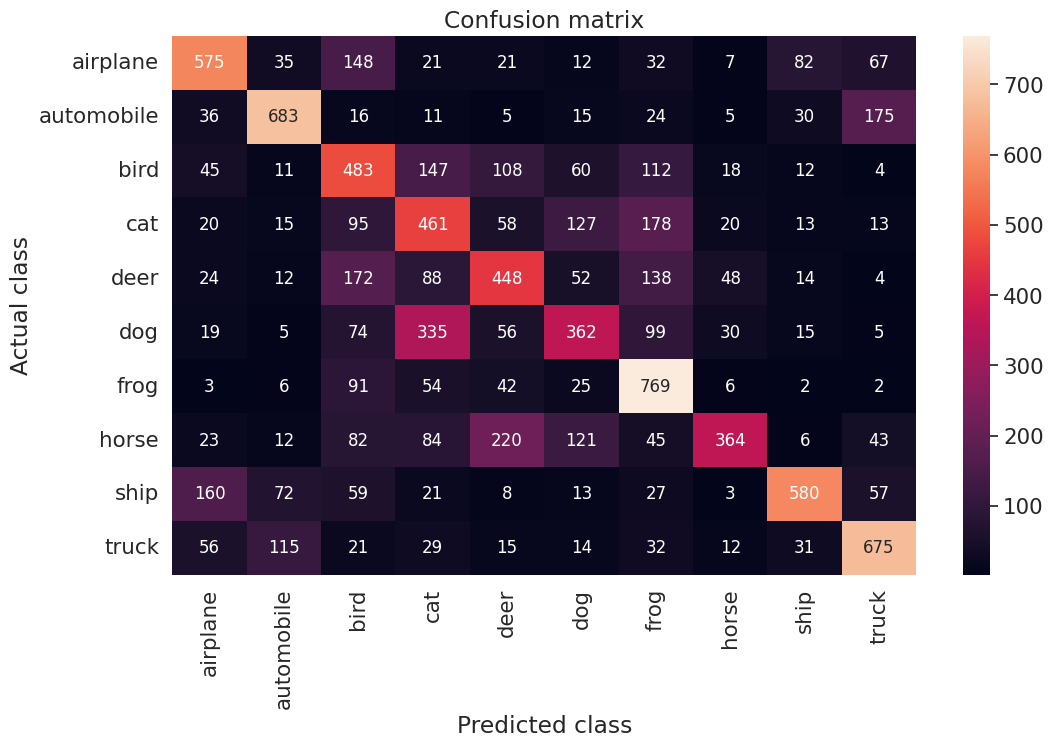 Confusion matrix
airplane 575 35 148 21 21 12 32 7 82 67
automobile 36 683 16 11 5 15 24 5 30 175
bird 45 11 483 147 108 60 112 18 12 4
cat 20 15 95 461 58 127 178 20 13 13
deer 24 12 172 88 448 52 138 48 14 4
dog 19 5 74 335 56 362 99 30 15 5
frog 3 6 91 54 42 25 769 6 2 2
horse 23 12 82 84 220 121 45 364 6 43
ship 160 72 59 21 8 13 27 3 580 57
truck 56 115 21 29 15 14 32 12 31 675
airplane automobile bird cat deer dog frog horse ship truck
Predicted class
Actual class
700
600
500
400
300
200
100